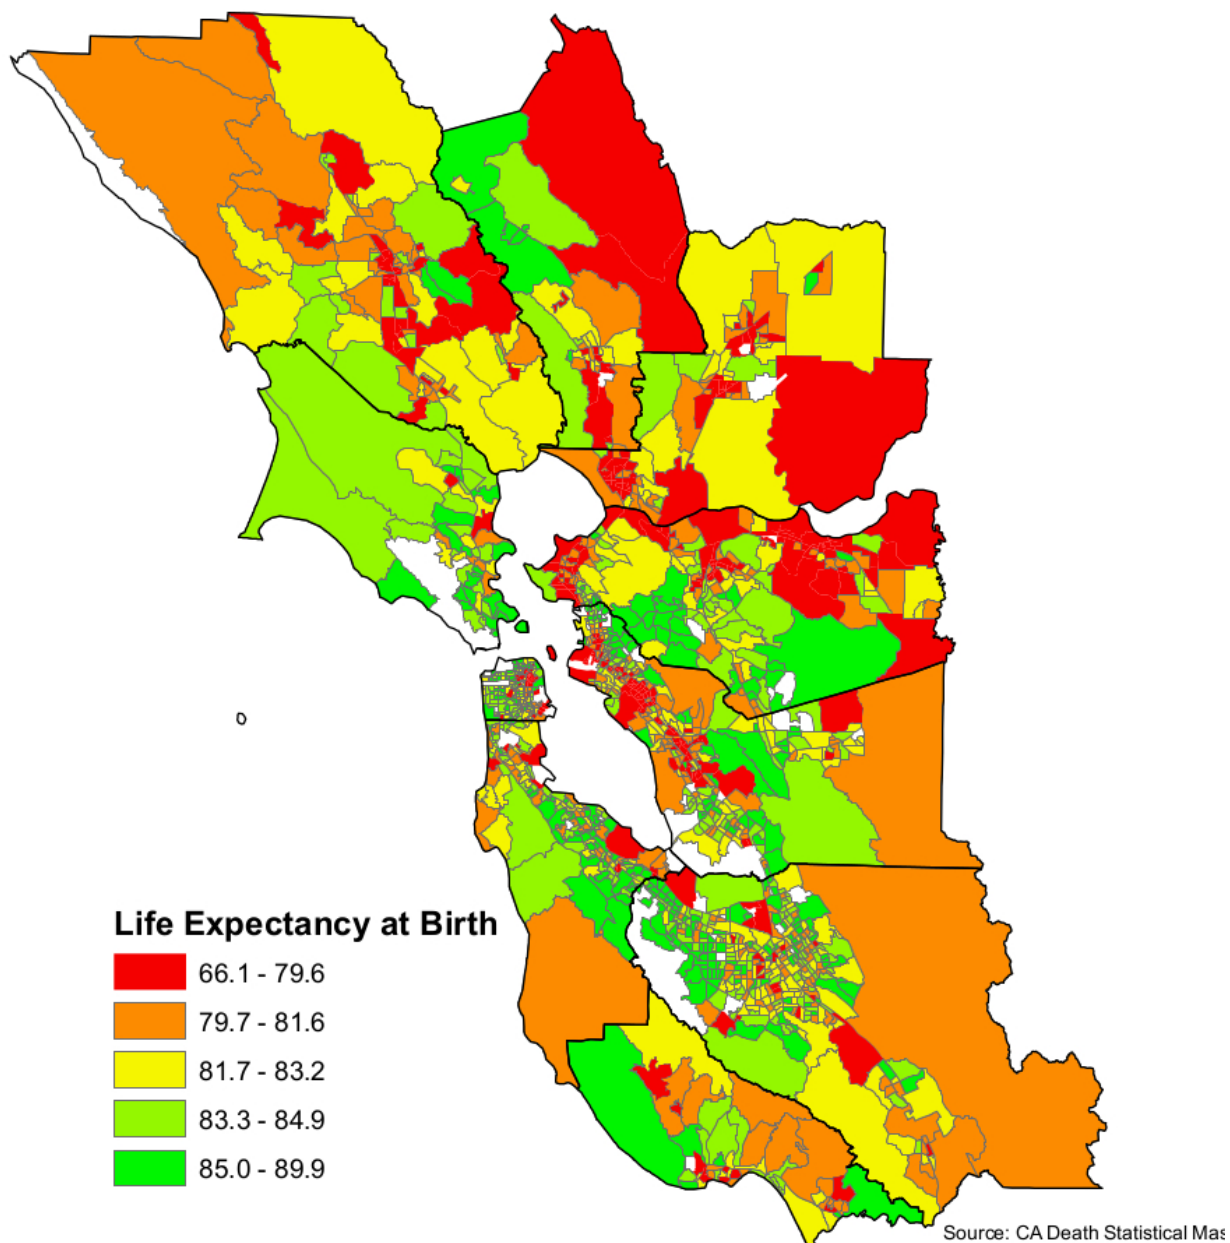 Life Expectancy at Birth
66.1 - 79.6
79.7 - 81.6
81.7 - 83.2
83.3 - 84.9
85.0 - 89.9
Source: CA Death Statistical Mas